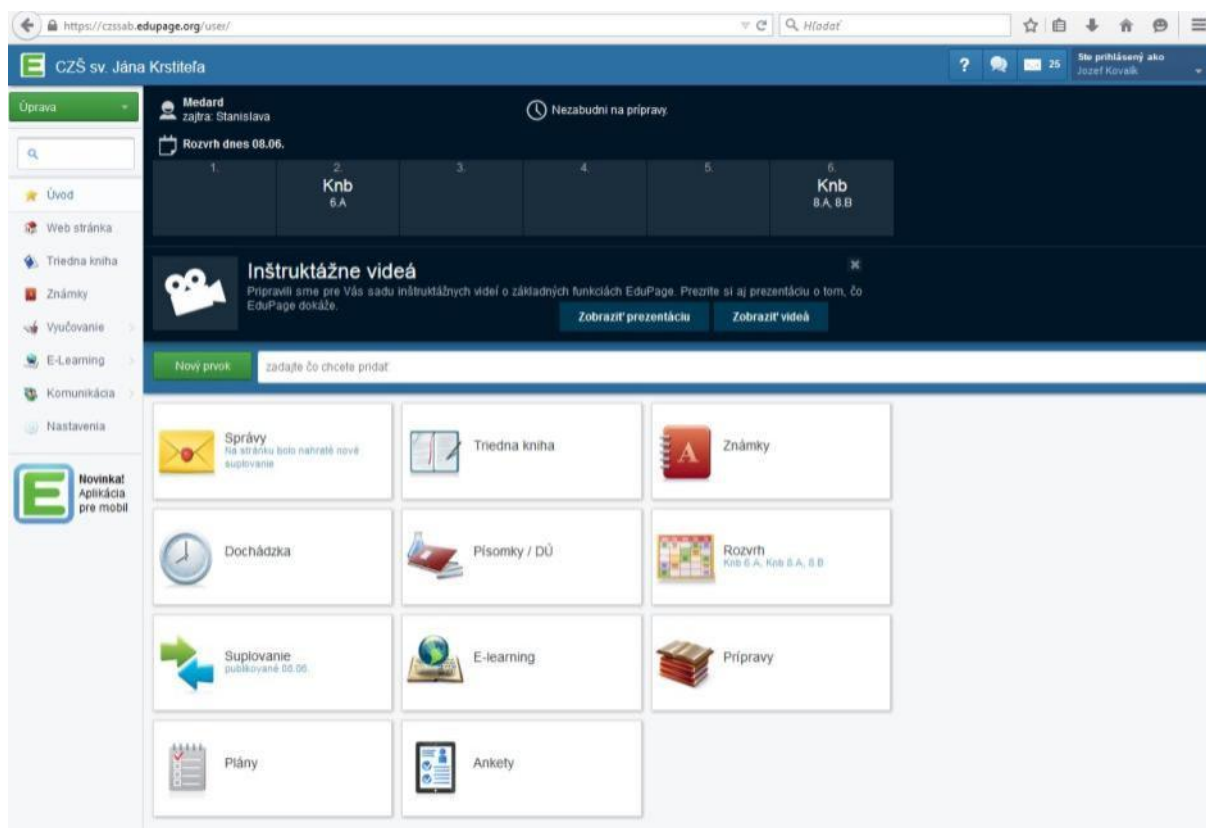 https://czssab.edupage.org/user/
Hľadať
CZŠ sv. Jána Krstiteľa
?
25
Ste prihlásený ako
Jozef Kovalík
Úprava
Úvod
Web stránka
Triedna kniha
Známky
Vyučovanie
E-Learning
Komunikácia
Nastavenia
Novinka!
Aplikácia
pre mobil
Medard
zajtra: Stanislava
Nezabudni na prípravy.
Rozvrh dnes 08.06.
1. 2. 3. 4. 5. 6.
Knb Knb
6.A 8.A, 8.B
Inštruktážne videá
Pripravili sme pre Vás sadu inštruktážnych videí o základných funkciách EduPage. Prezrite si aj prezentáciu o tom, čo
EduPage dokáže.
Zobraziť prezentáciu Zobraziť videá
Nový prvok zadajte čo chcete pridať
Správy
Na stránku bolo nahraté nové
suplovanie
Triedna kniha
A
Známky
Dochádzka
Písomky / DÚ
Rozvrh
Knb 6.A, Knb 8.A, 8.B
Suplovanie
publikované 08.06.
E-learning
Prípravy
Plány
Ankety